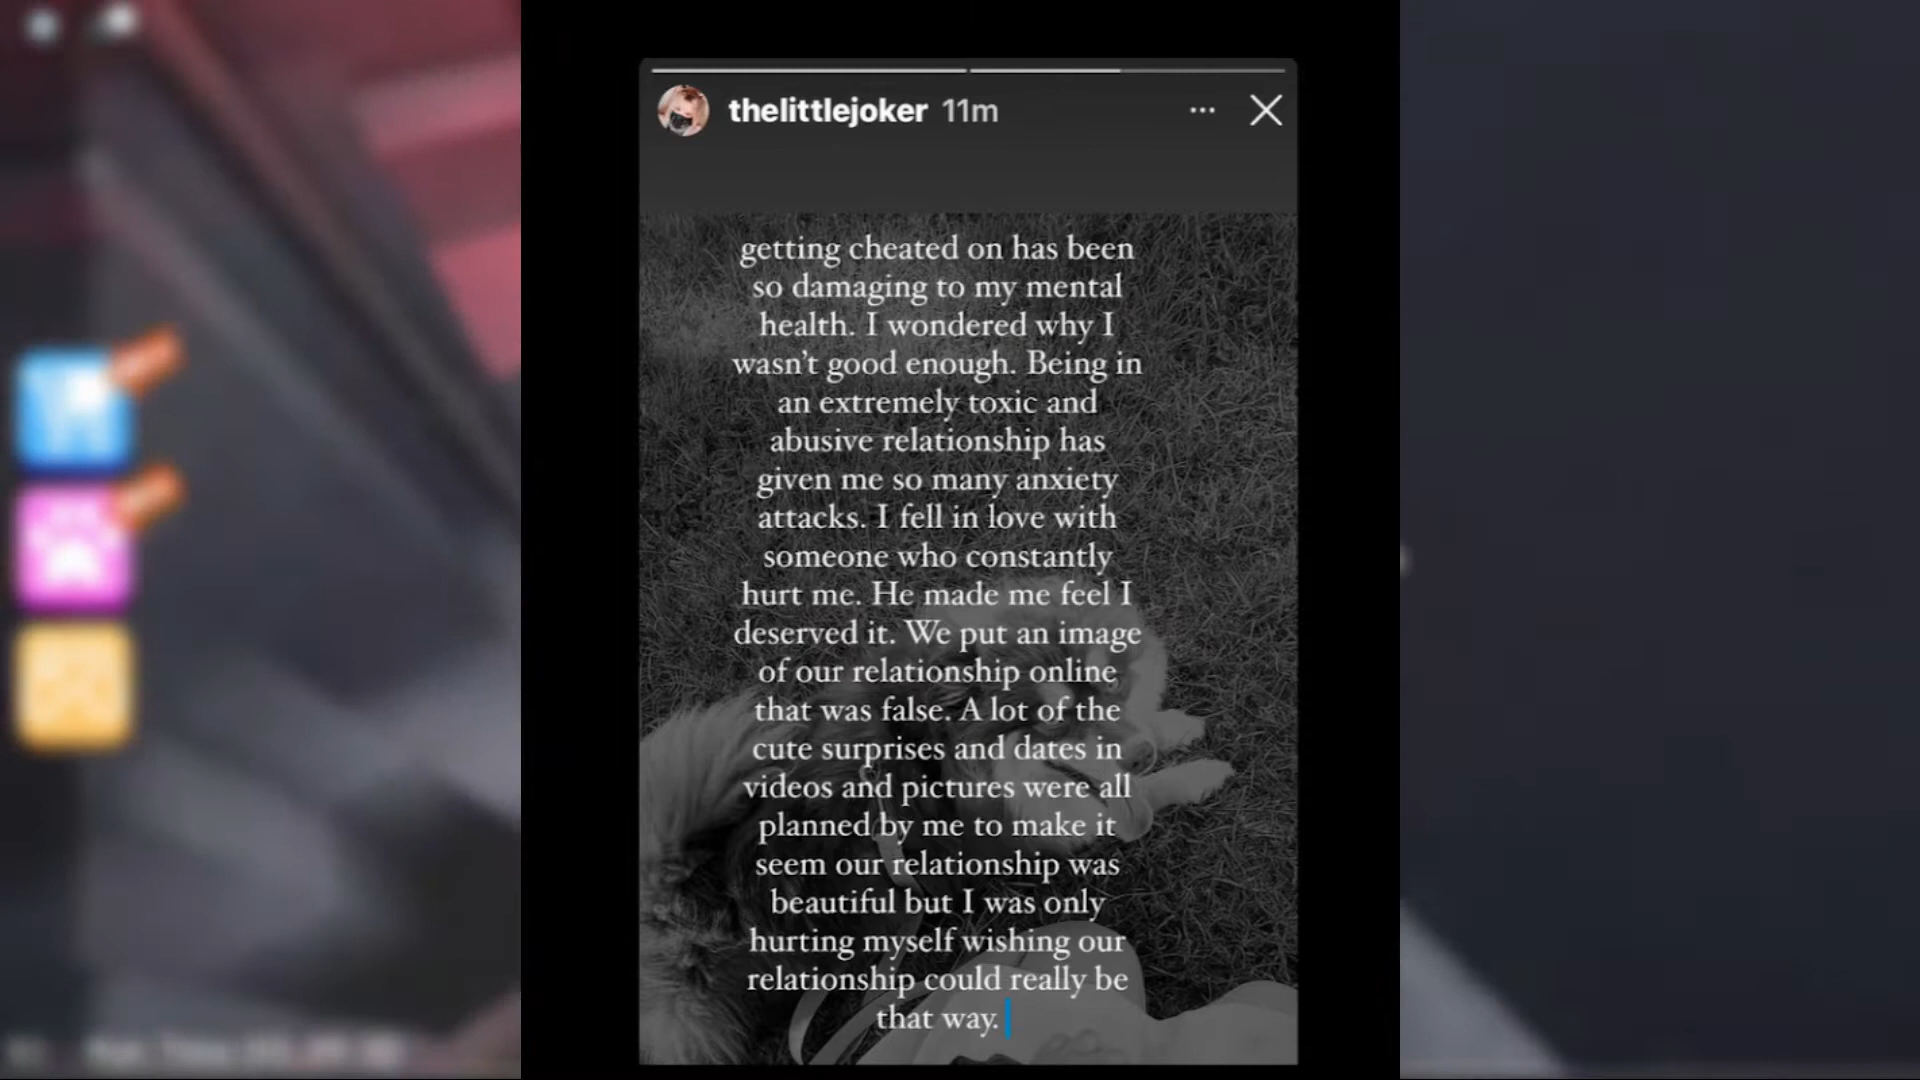 thelittlejoker 11m
getting cheated on has been
so damaging to my mental
health. I wondered why I
wasn’t good enough. Being in
an extremely toxic and
abusive relationship has
given me so many anxiety
attacks. I fell in love with
someone who constantly
hurt me. He made me feel I
deserved it. We put an image
of our relationship online
that was false. A lot of the
cute surprises and dates in
videos and pictures were all
planned by me to make it
seem our relationship was
beautiful but I was only
hurting myself wishing our
relationship could really be
that way.